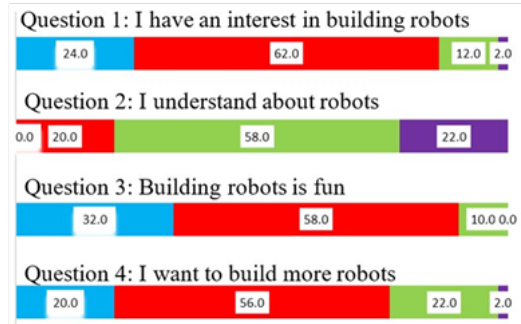 Question 1: I have an interest in building robots
24.0 62.0 12.0 2.0
Question 2: I understand about robots
0.0 20.0 58.0 22.0
Question 3: Building robots is fun
32.0 58.0 10.0 0.0
Question 4: I want to build more robots
20.0 56.0 22.0 2.0